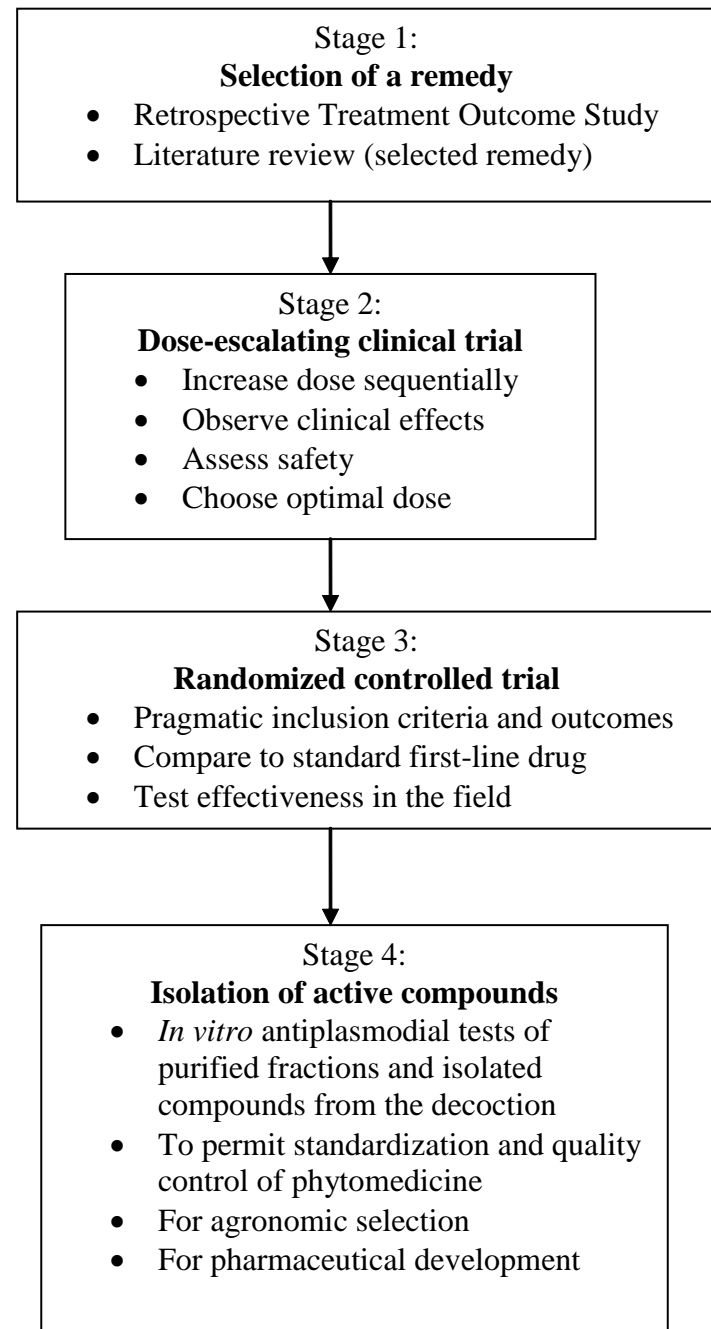 Stage 1:
Selection of a remedy
• Retrospective Treatment Outcome Study
• Literature review (selected remedy)
Stage 2:
Dose-escalating clinical trial
• Increase dose sequentially
• Observe clinical effects
• Assess safety
• Choose optimal dose
Stage 3:
Randomized controlled trial
• Pragmatic inclusion criteria and outcomes
• Compare to standard first-line drug
• Test effectiveness in the field
Stage 4:
Isolation of active compounds
• In vitro antiplasmodial tests of
purified fractions and isolated
compounds from the decoction
• To permit standardization and quality
control of phytomedicine
• For agronomic selection
• For pharmaceutical development